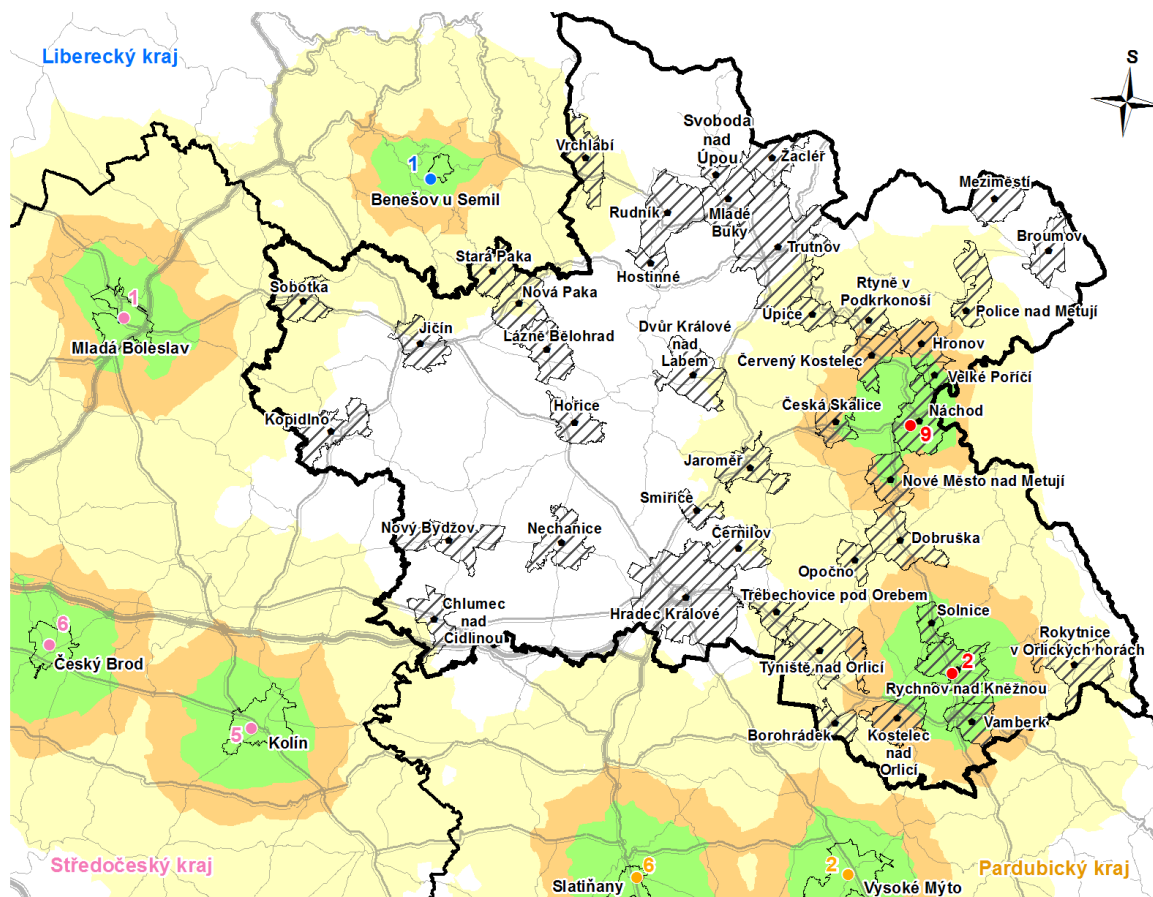 Liberecký kraj
S
Svoboda
nad
Úpou
Vrchlabí
Žacléř
1
Benešov u Semil
Meziměstí
Rudník
Mladé
Buky
Broumov
Trutnov
Stará Paka
Hostinné
Sobotka
Nová Paka
Rtyně v
Podkrkonoší
1
Mladá Boleslav
Úpice
Police nad Metují
Jičín
Lázně Bělohrad
Dvůr Králové
nad
Labem
Hronov
Červený Kostelec
Velké Poříčí
Kopidlno
Hořice
Česká Skalice
Náchod
9
Jaroměř
Nové Město nad Metují
Smiřice
Nový Bydžov
Nechanice
Černilov
Dobruška
Opočno
Chlumec
nad
Cidlinou
Hradec Králové
Třebechovice pod Orebem
Solnice
6
Český Brod
Rokytnice
v Orlických horách
Týniště nad Orlicí
2
Rychnov nad Kněžnou
5
Kolín
Borohrádek
Kostelec
nad
Orlicí
Vamberk
Středočeský kraj
6
Slatiňany
2
Vysoké Mýto
Pardubický kraj